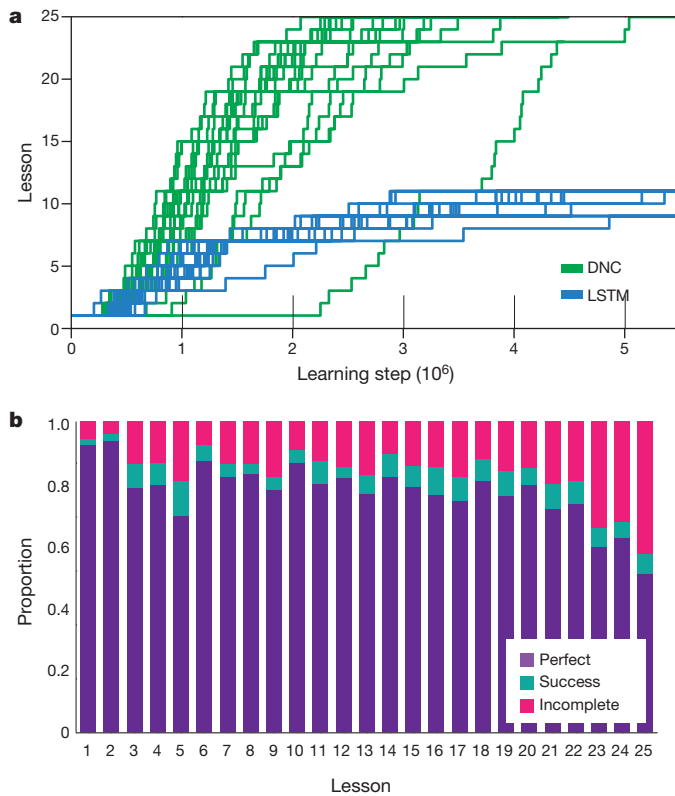 a
25
20
15
10
5
0
Lesson
DNC
LSTM
0 1 2 3 4 5
Learning step (10⁶)
b
1.0
0.8
0.6
0.4
0.2
0
Proportion
Perfect
Success
Incomplete
1 2 3 4 5 6 7 8 9 10 11 12 13 14 15 16 17 18 19 20 21 22 23 24 25
Lesson